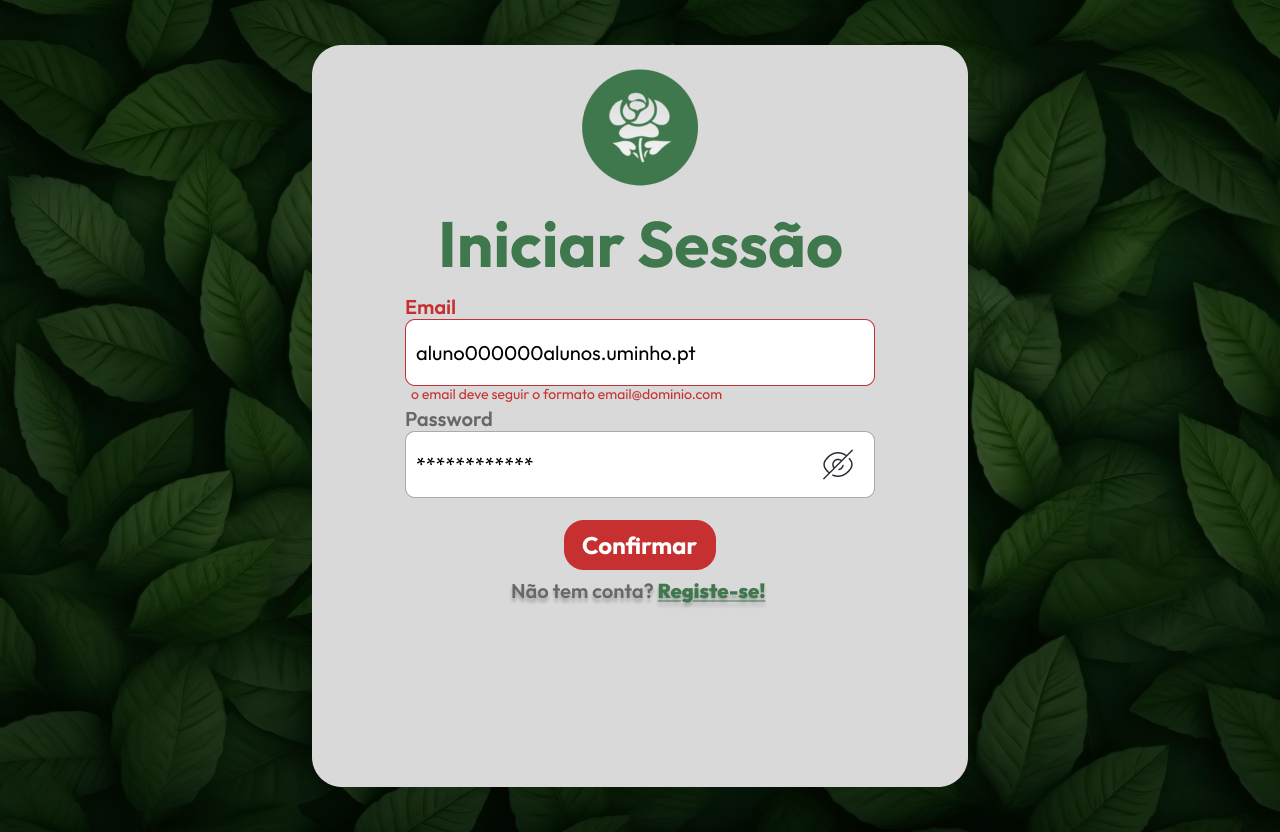 Iniciar Sessão
Email
aluno000000alunos.uminho.pt
o email deve seguir o formato email@dominio.com
Password
************
Confirmar
Não tem conta? Registe-se!